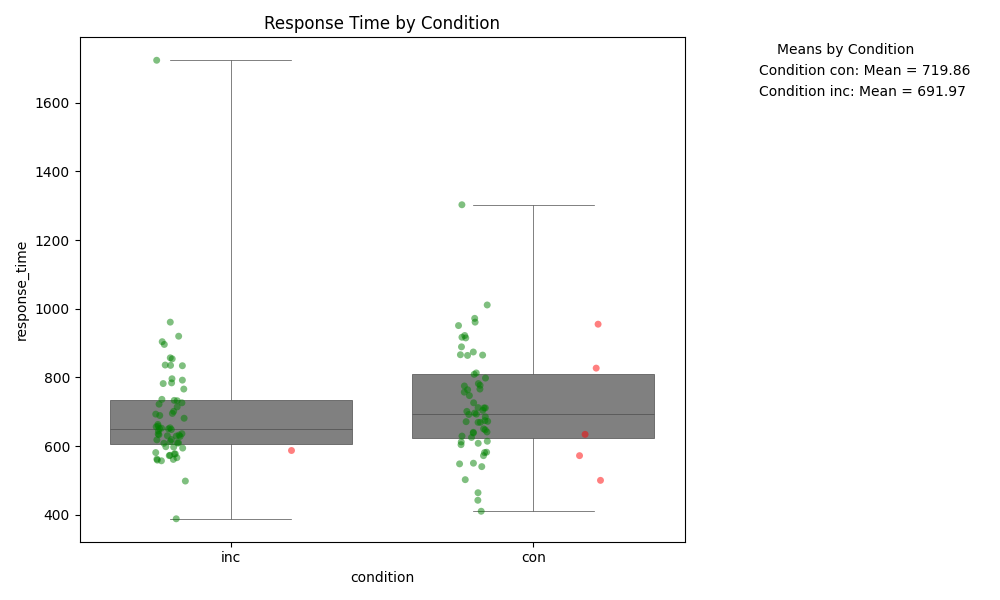 Response Time by Condition
Means by Condition
Condition con: Mean = 719.86
Condition inc: Mean = 691.97
response_time
1600
1400
1200
1000
800
600
400
inc con
condition